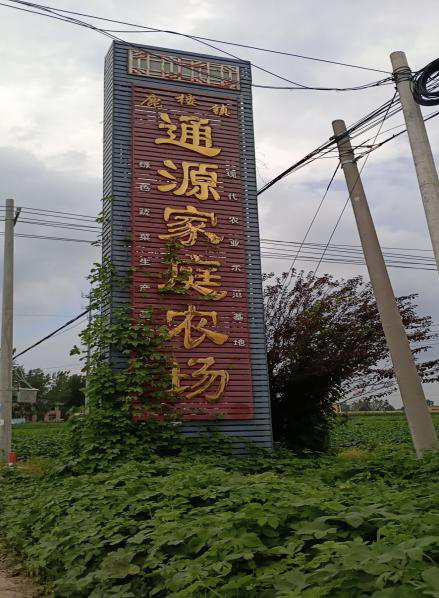 廉楼镇
通源家庭农场
现代农业示范基地
绿色蔬菜生产